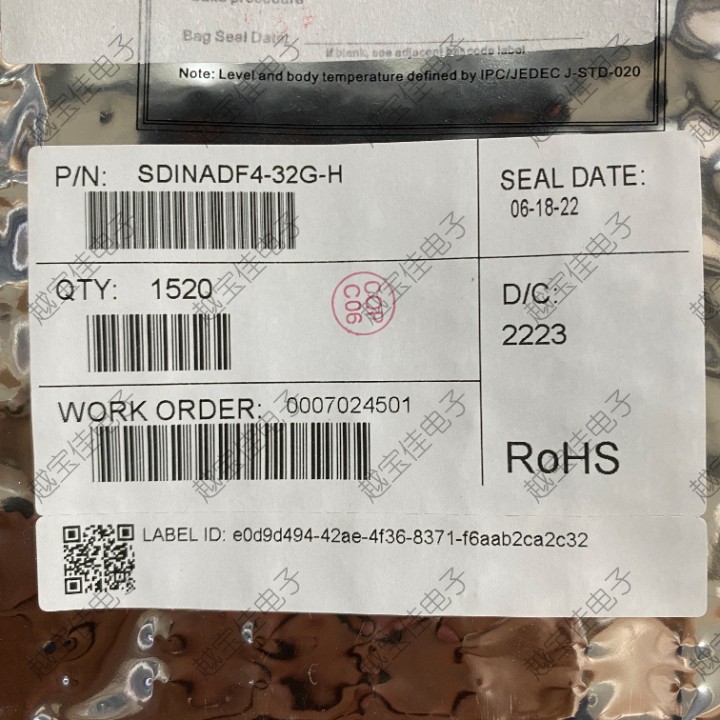 Bag Seal Date:
If blank, see adjacent bar code label
Note: Level and body temperature defined by IPC/JEDEC J-STD-020
P/N: SDINADF4-32G-H
SEAL DATE:
06-18-22
QTY: 1520
OQP
C06
D/C:
2223
WORK ORDER: 0007024501
RoHS
LABEL ID: e0d9d494-42ae-4f36-8371-f6aab2ca2c32
越宝佳电子